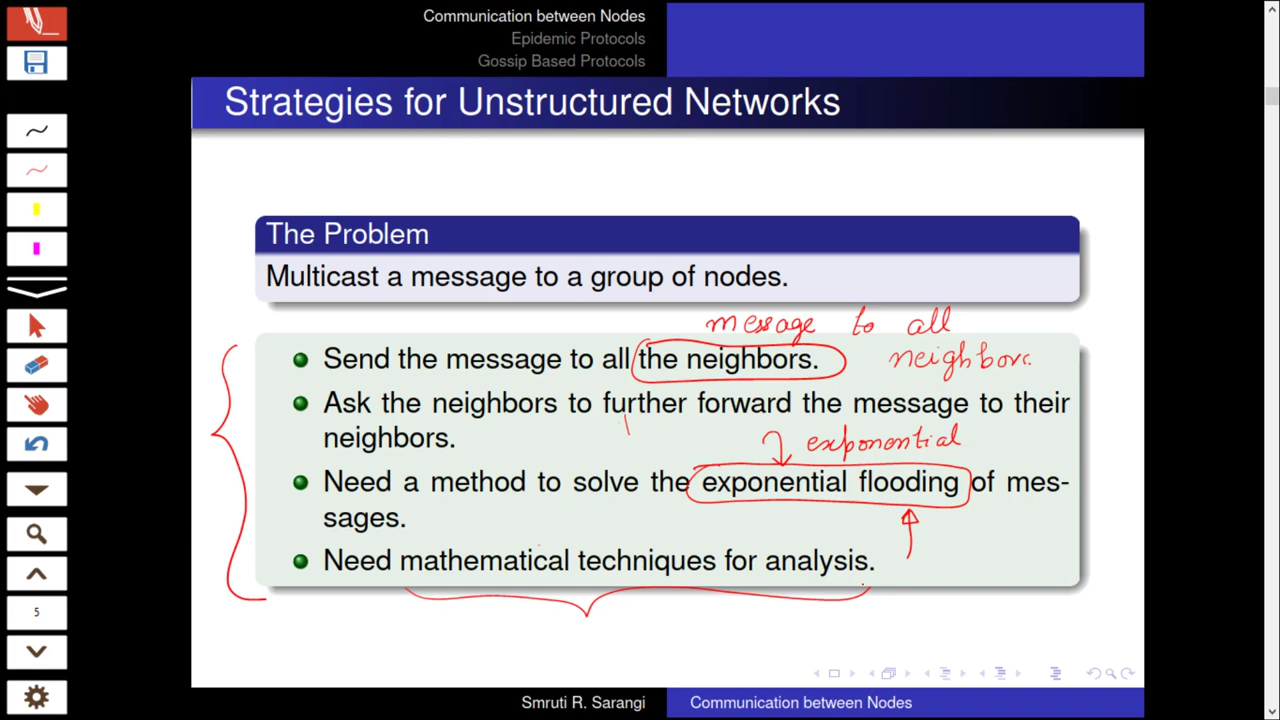 Communication between Nodes
Epidemic Protocols
Gossip Based Protocols
Strategies for Unstructured Networks
The Problem
Multicast a message to a group of nodes.
message to all
neighbors.
Send the message to all the neighbors.
Ask the neighbors to further forward the message to their
neighbors.
exponential
Need a method to solve the exponential flooding of mes-
sages.
Need mathematical techniques for analysis.
5
Smruti R. Sarangi
Communication between Nodes